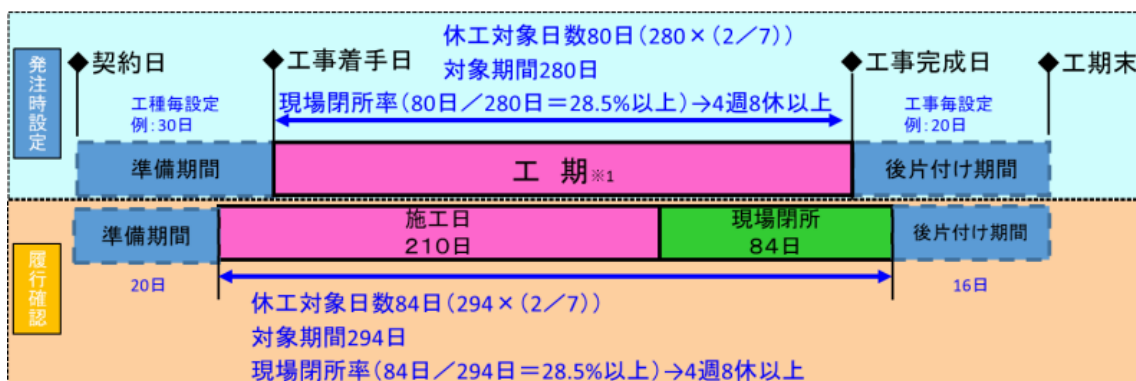 発注時設定
休工対象日数80日(280×(2/7))
◆契約日
◆工事着手日
対象期間280日
◆工事完成日
◆工期末
工種毎設定
例:30日
現場閉所率(80日/280日=28.5%以上)→4週8休以上
工事毎設定
例:20日
準備期間
工 期※1
後片付け期間
履行確認
準備期間
施工日
210日
現場閉所
84日
後片付け期間
20日
16日
休工対象日数84日(294×(2/7))
対象期間294日
現場閉所率(84日/294日=28.5%以上)→4週8休以上